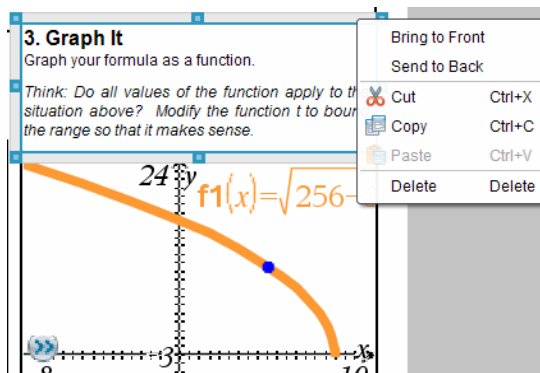 3. Graph It
Graph your formula as a function.
Think: Do all values of the function apply to
situation above? Modify the function t to
the range so that it makes sense.
Bring to Front
Send to Back
Cut Ctrl+X
Copy Ctrl+C
Paste Ctrl+V
Delete Delete
24 y
f1(x)=√256-
-3
x
-8
10